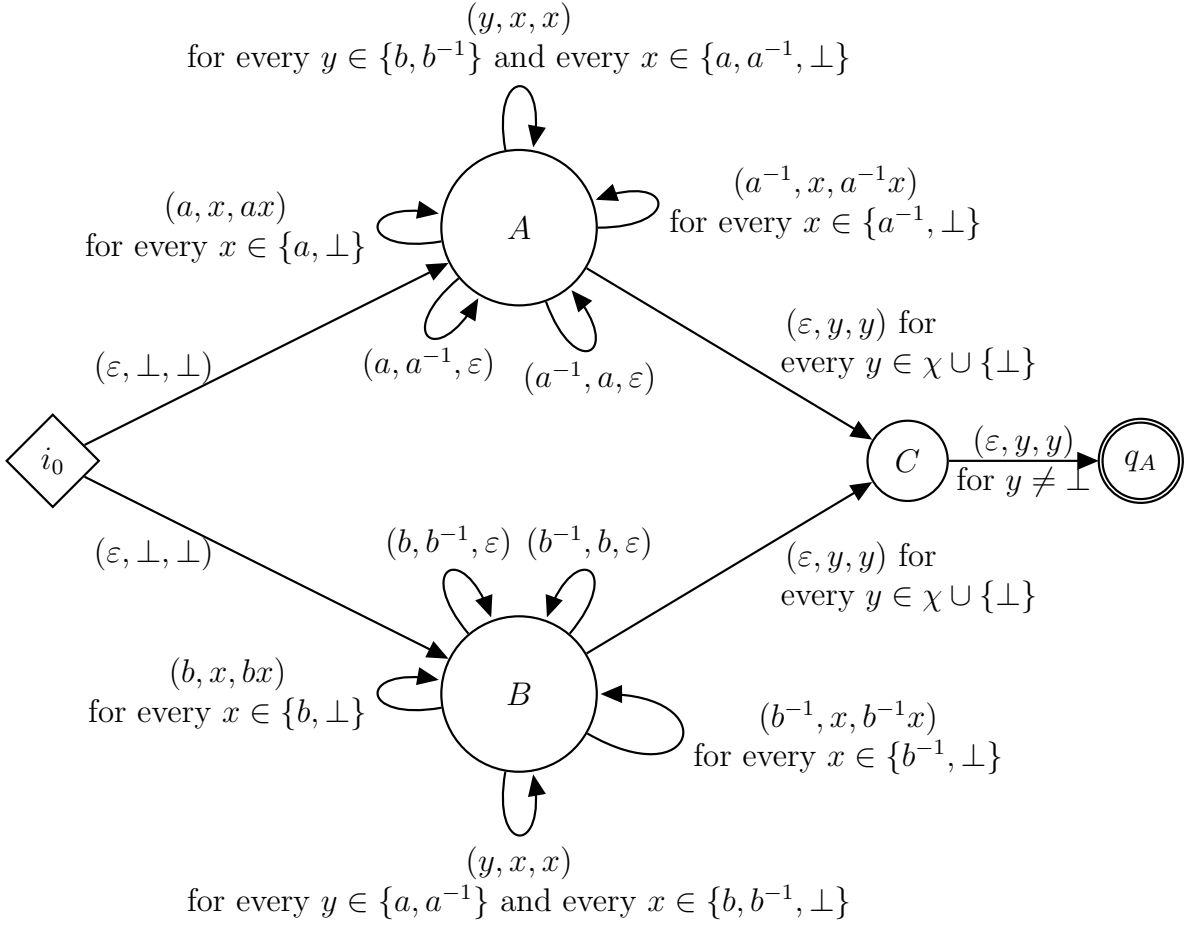 (y, x, x)
for every y ∈ {b, b⁻¹} and every x ∈ {a, a⁻¹, ⊥}
(a, x, ax)
for every x ∈ {a, ⊥}
A
(a⁻¹, x, a⁻¹x)
for every x ∈ {a⁻¹, ⊥}
(ε, ⊥, ⊥)
(a, a⁻¹, ε)
(a⁻¹, a, ε)
(ε, y, y) for
every y ∈ χ ∪ {⊥}
i₀
C
(ε, y, y)
for y ≠ ⊥
q_A
(ε, ⊥, ⊥)
(b, b⁻¹, ε)
(b⁻¹, b, ε)
(ε, y, y) for
every y ∈ χ ∪ {⊥}
(b, x, bx)
for every x ∈ {b, ⊥}
B
(b⁻¹, x, b⁻¹x)
for every x ∈ {b⁻¹, ⊥}
(y, x, x)
for every y ∈ {a, a⁻¹} and every x ∈ {b, b⁻¹, ⊥}